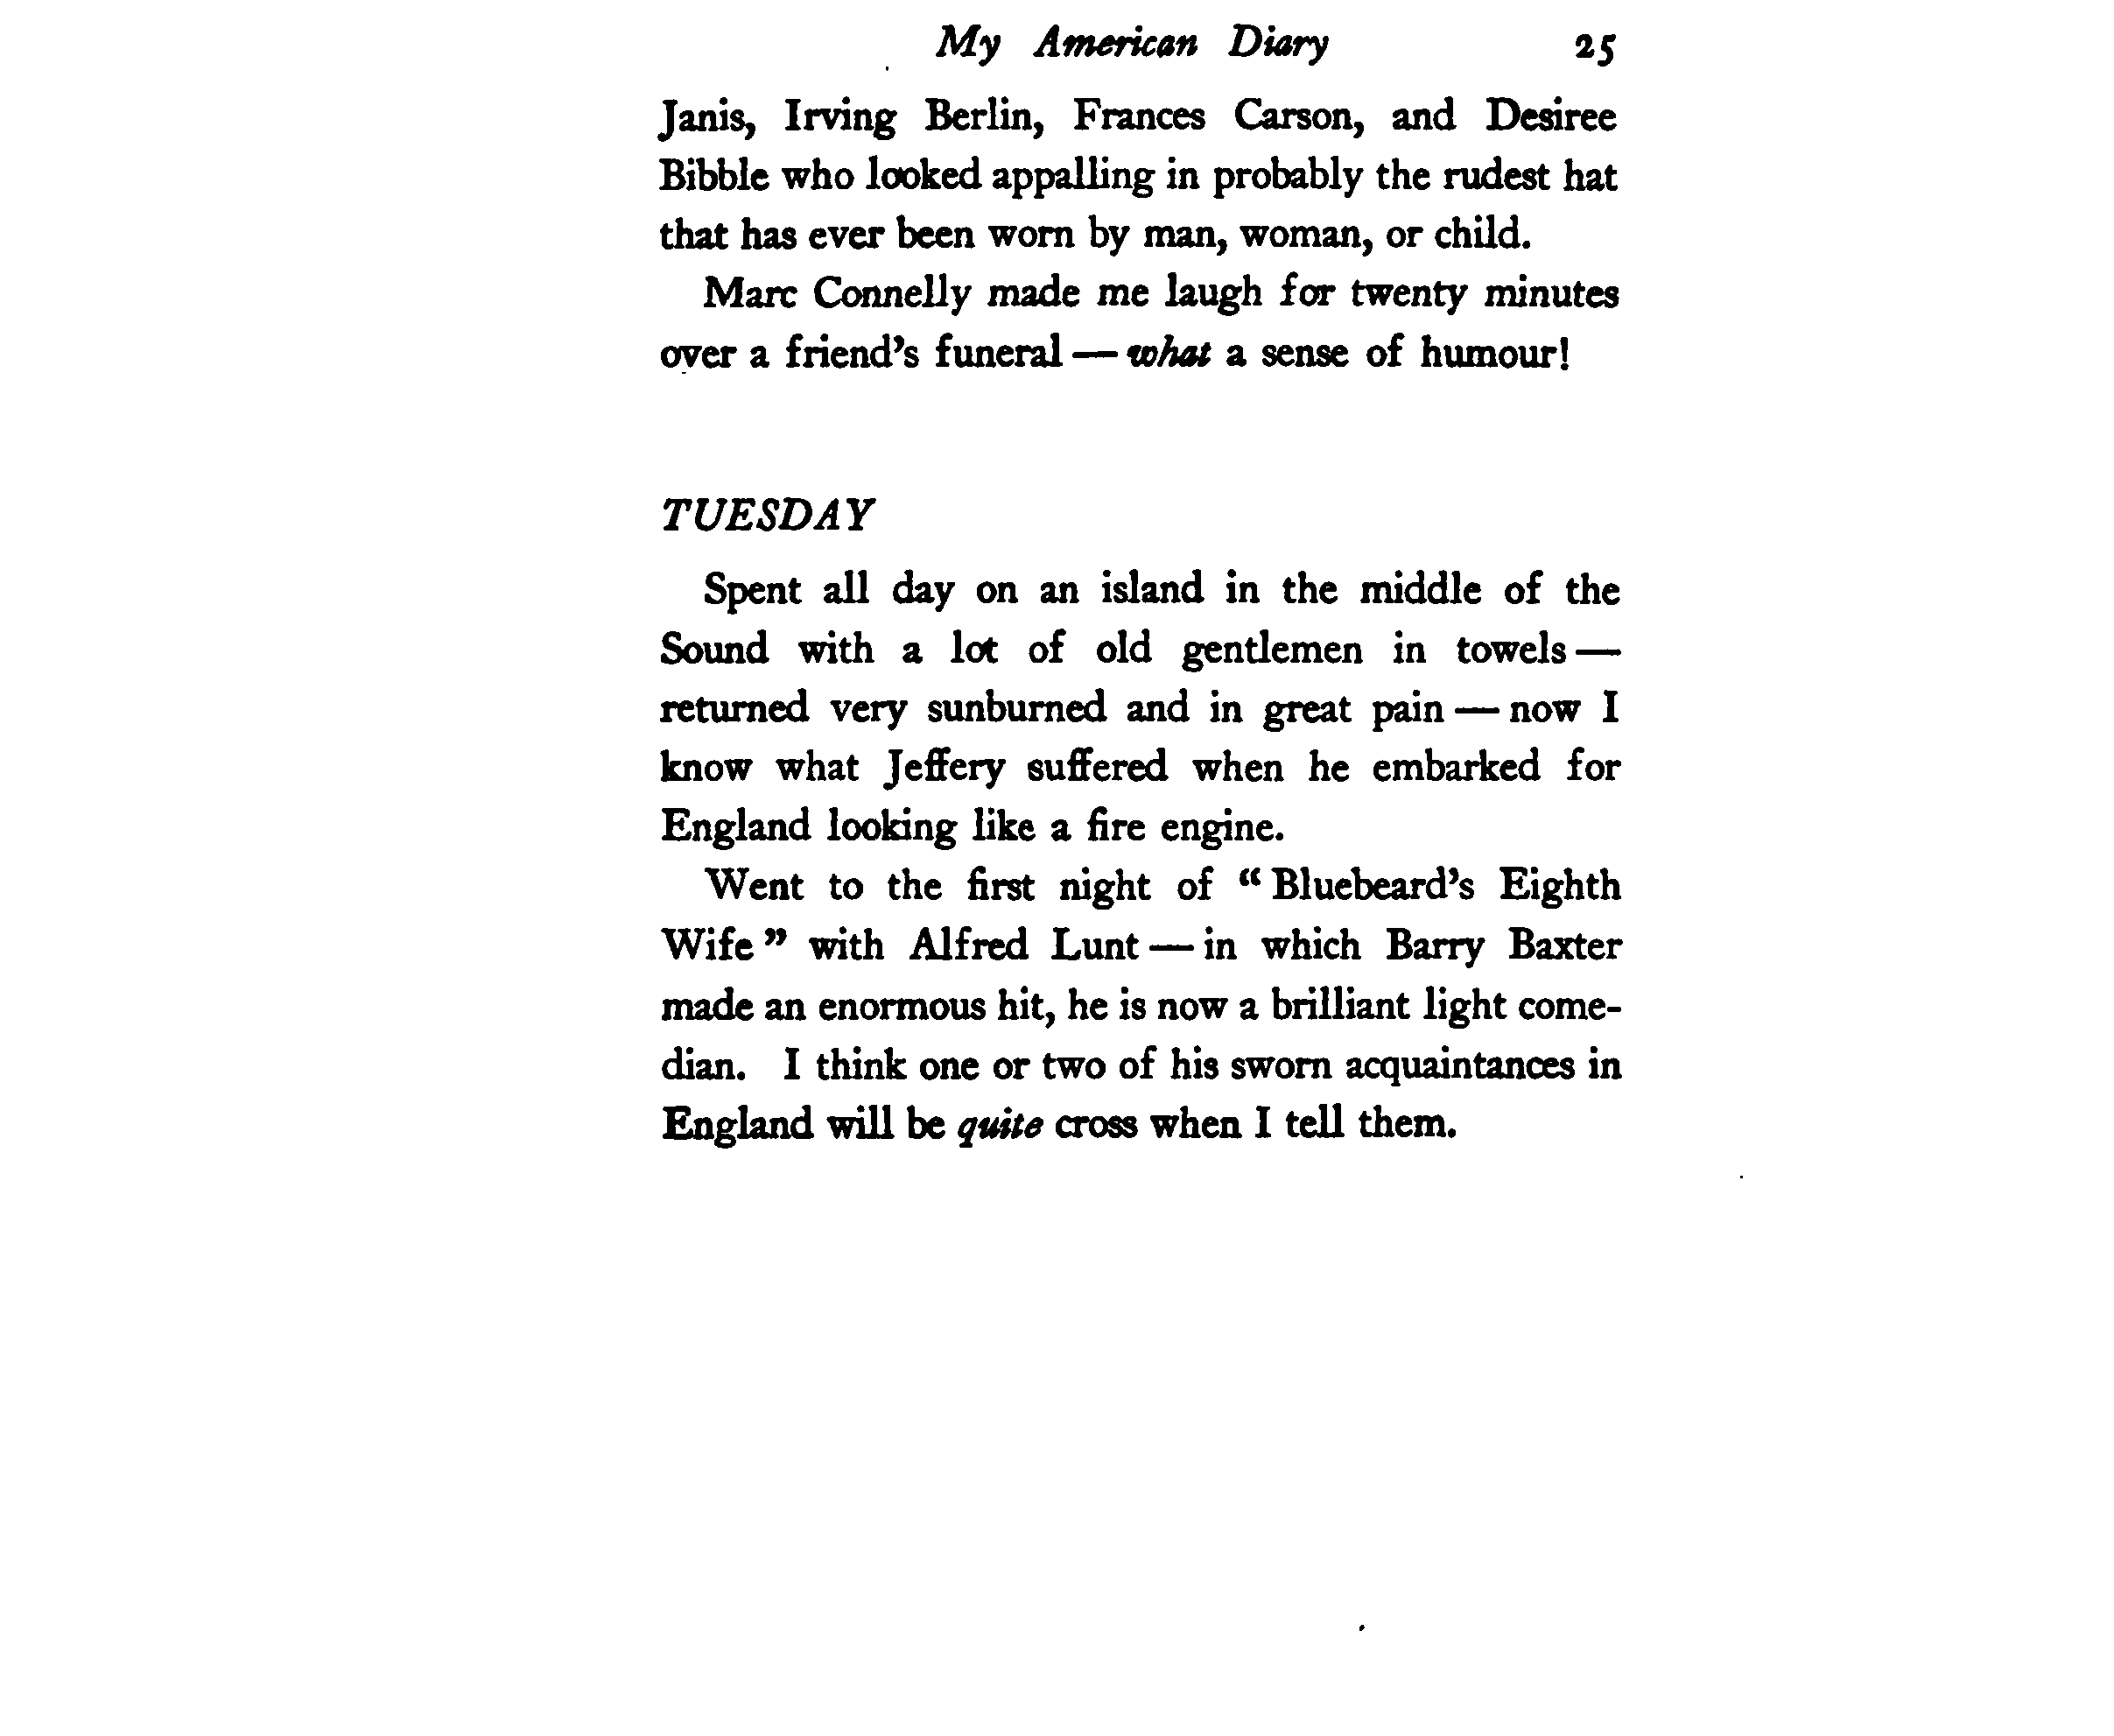 My American Diary 25
Janis, Irving Berlin, Frances Carson, and Desiree
Bibble who looked appalling in probably the rudest hat
that has ever been worn by man, woman, or child.
Marc Connelly made me laugh for twenty minutes
over a friend's funeral — what a sense of humour!
TUESDAY
Spent all day on an island in the middle of the
Sound with a lot of old gentlemen in towels —
returned very sunburned and in great pain — now I
know what Jeffery suffered when he embarked for
England looking like a fire engine.
Went to the first night of “Bluebeard's Eighth
Wife” with Alfred Lunt — in which Barry Baxter
made an enormous hit, he is now a brilliant light come-
dian. I think one or two of his sworn acquaintances in
England will be quite cross when I tell them.